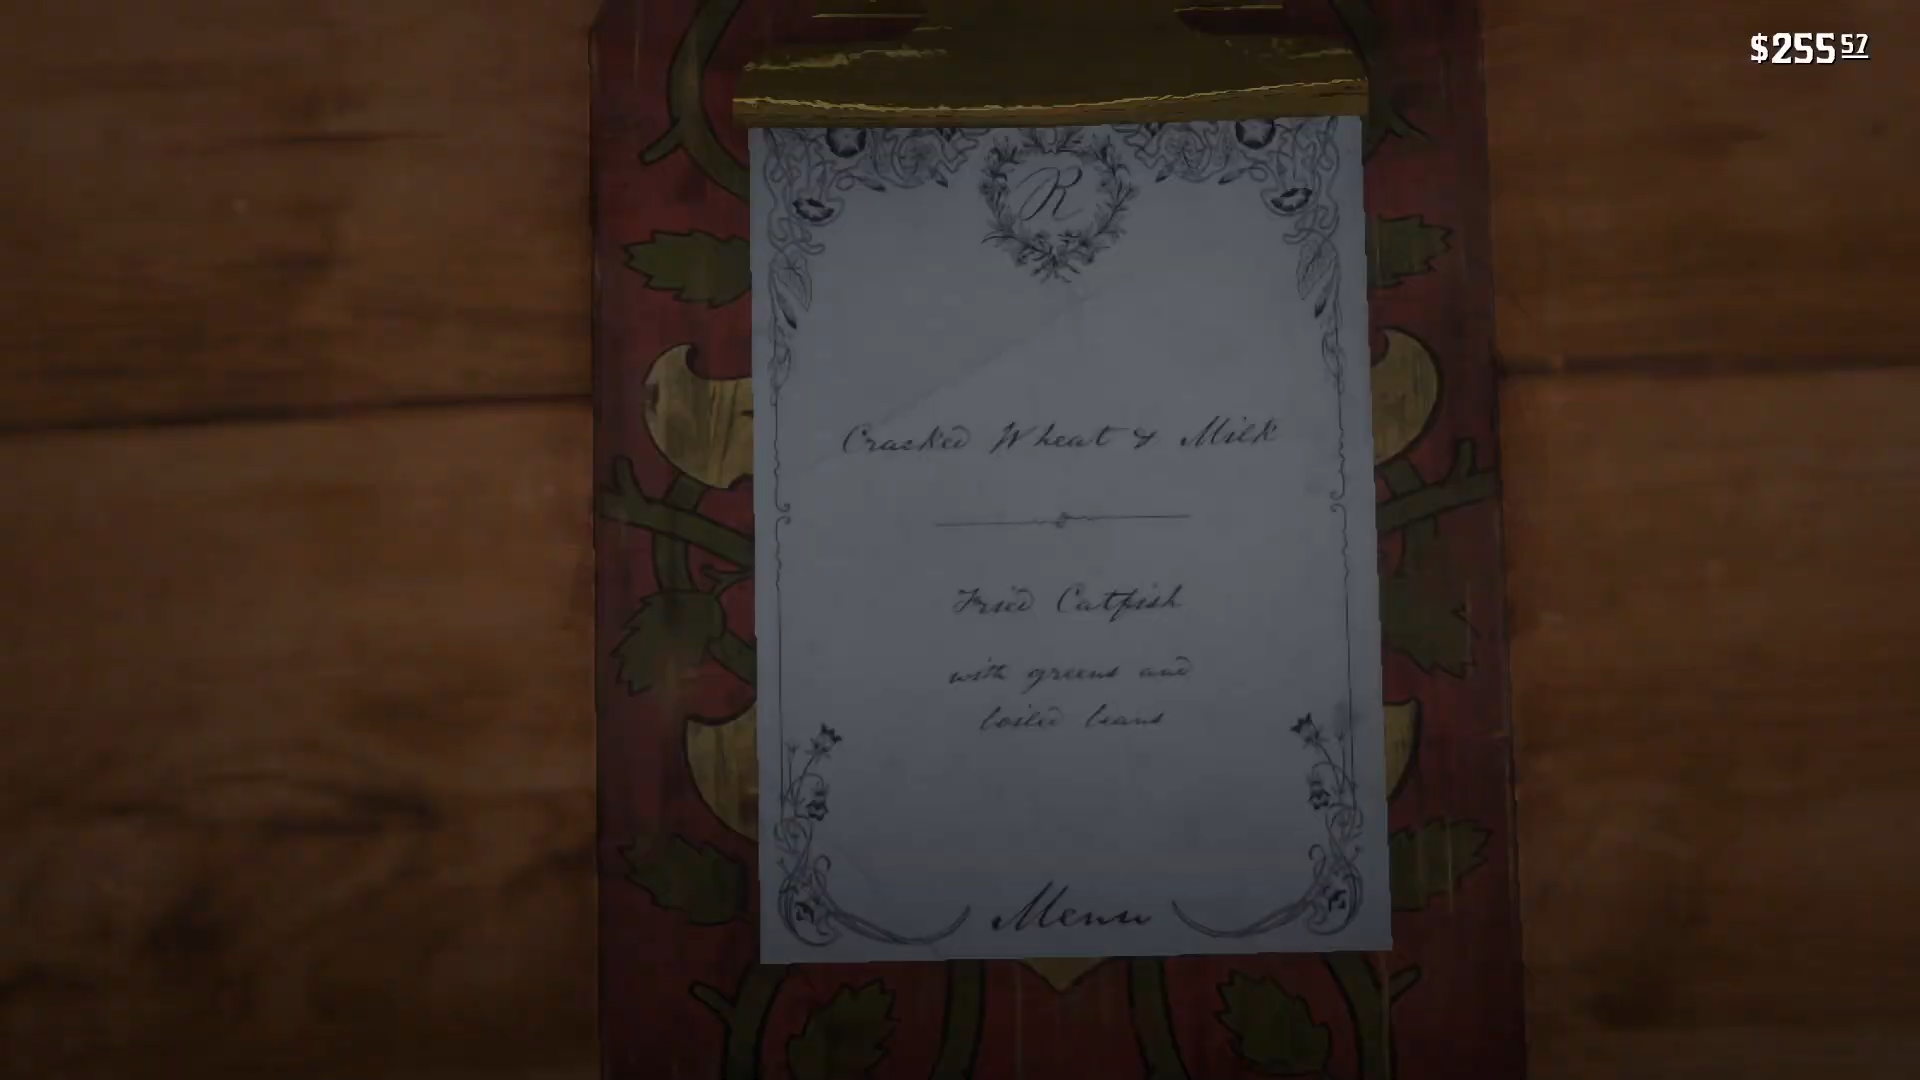 $255 57
R
Cracked Wheat & Milk
Fried Catfish
with greens and
boiled beans
Menu